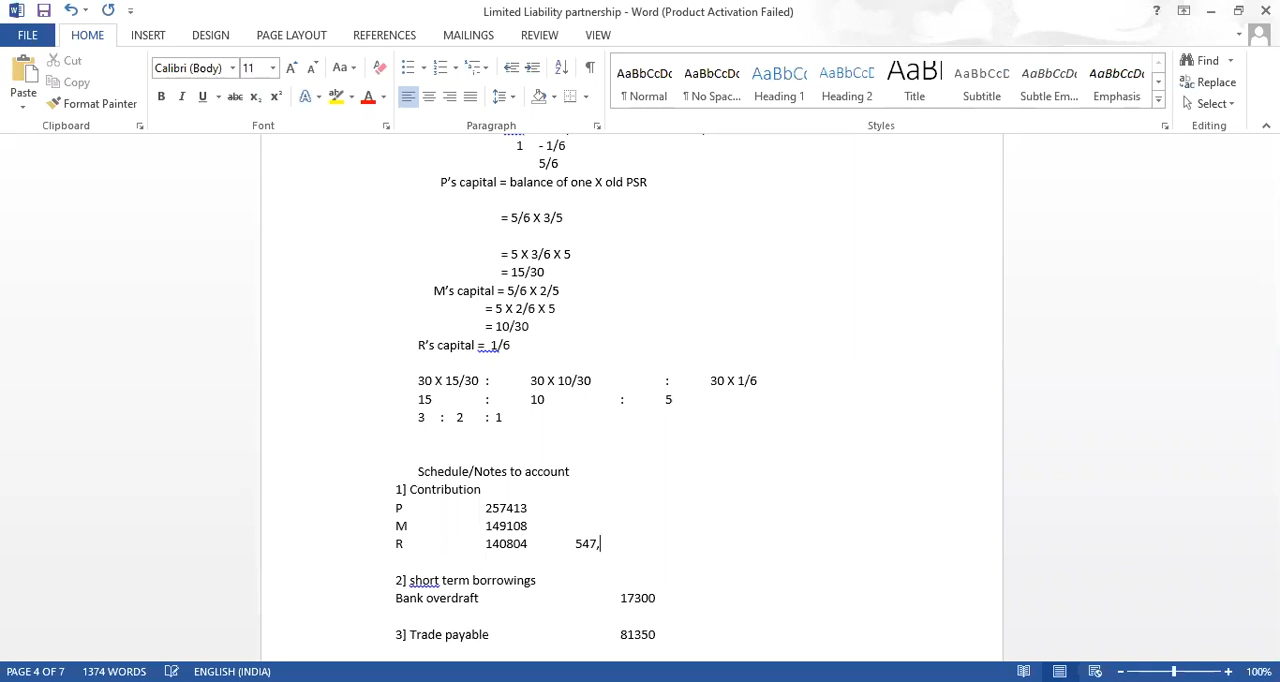 Limited Liability partnership - Word (Product Activation Failed)
FILE HOME INSERT DESIGN PAGE LAYOUT REFERENCES MAILINGS REVIEW VIEW
Paste
Cut
Copy
Format Painter
Clipboard
Calibri (Body) 11
Font
Paragraph
AaBbCcDc AaBbCcDc AaBbCc AaBbCcD AaBl AaBbCcD AaBbCcDc AaBbCcDc
¶ Normal ¶ No Spac... Heading 1 Heading 2 Title Subtitle Subtle Em... Emphasis
Styles
Find
Replace
Select
Editing
1 - 1/6
5/6
P’s capital = balance of one X old PSR
= 5/6 X 3/5
= 5 X 3/6 X 5
= 15/30
M’s capital = 5/6 X 2/5
= 5 X 2/6 X 5
= 10/30
R’s capital = 1/6
30 X 15/30 : 30 X 10/30 : 30 X 1/6
15 : 10 : 5
3 : 2 : 1
Schedule/Notes to account
1] Contribution
P 257413
M 149108
R 140804 547,
2] short term borrowings
Bank overdraft 17300
3] Trade payable 81350
PAGE 4 OF 7 1374 WORDS ENGLISH (INDIA) 100%